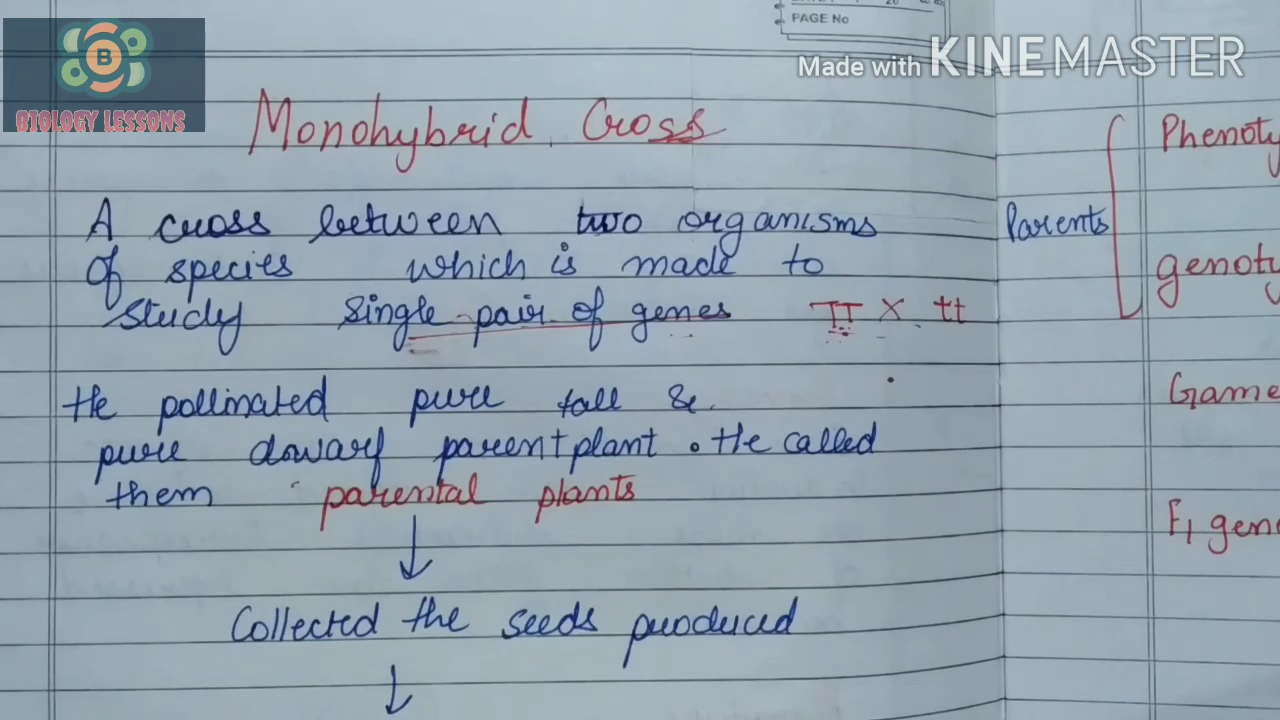 PAGE No
Made with KINEMASTER
B
BIOLOGY LESSONS
Monohybrid Cross
A cross between two organisms
Of species which is made to
study single pair of genes TT X tt
He pollinated pure tall &
pure dowarf parent plant. He called
them parental plants
Collected the seeds produced
Parents
Phenoty
genoty
Game
F1 gene